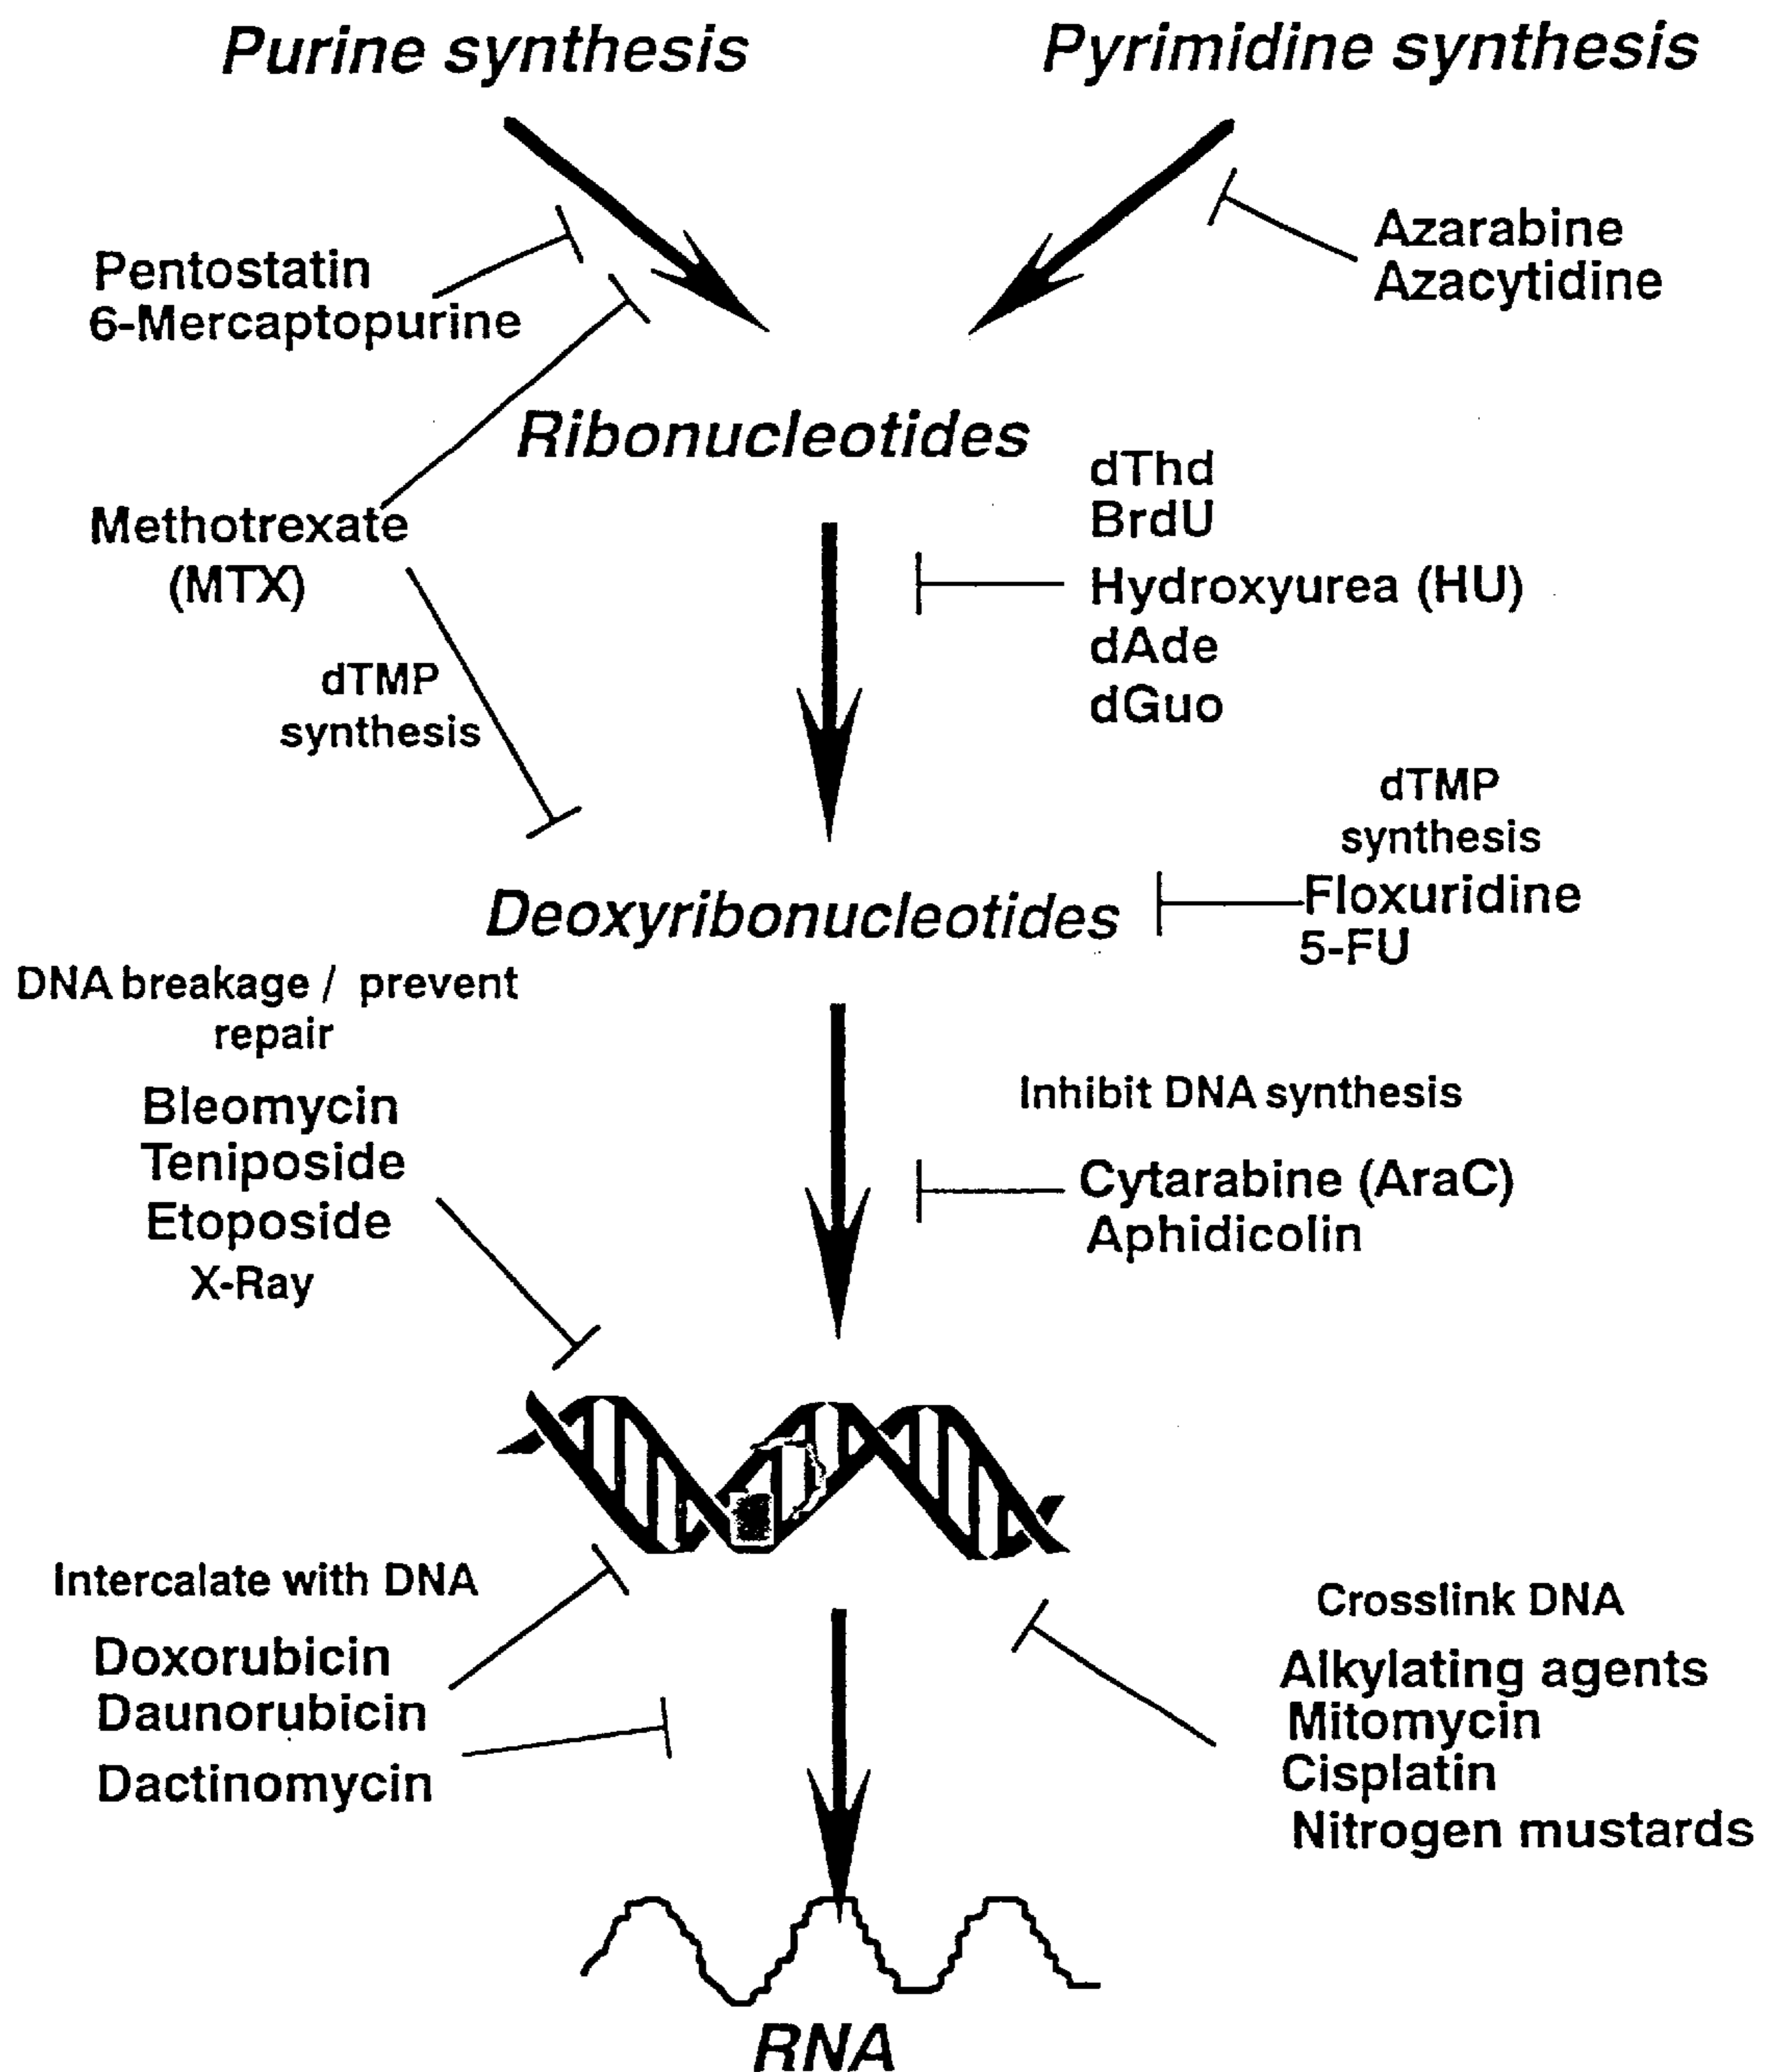 Purine synthesis
Pyrimidine synthesis
Azarabine
Azacytidine
Pentostatin
6-Mercaptopurine
Ribonucleotides
Methotrexate
(MTX)
dThd
BrdU
Hydroxyurea (HU)
dAde
dGuo
dTMP
synthesis
dTMP
synthesis
Floxuridine
5-FU
Deoxyribonucleotides
DNA breakage / prevent
repair
Bleomycin
Teniposide
Etoposide
X-Ray
Inhibit DNA synthesis
Cytarabine (AraC)
Aphidicolin
Intercalate with DNA
Doxorubicin
Daunorubicin
Dactinomycin
Crosslink DNA
Alkylating agents
Mitomycin
Cisplatin
Nitrogen mustards
RNA